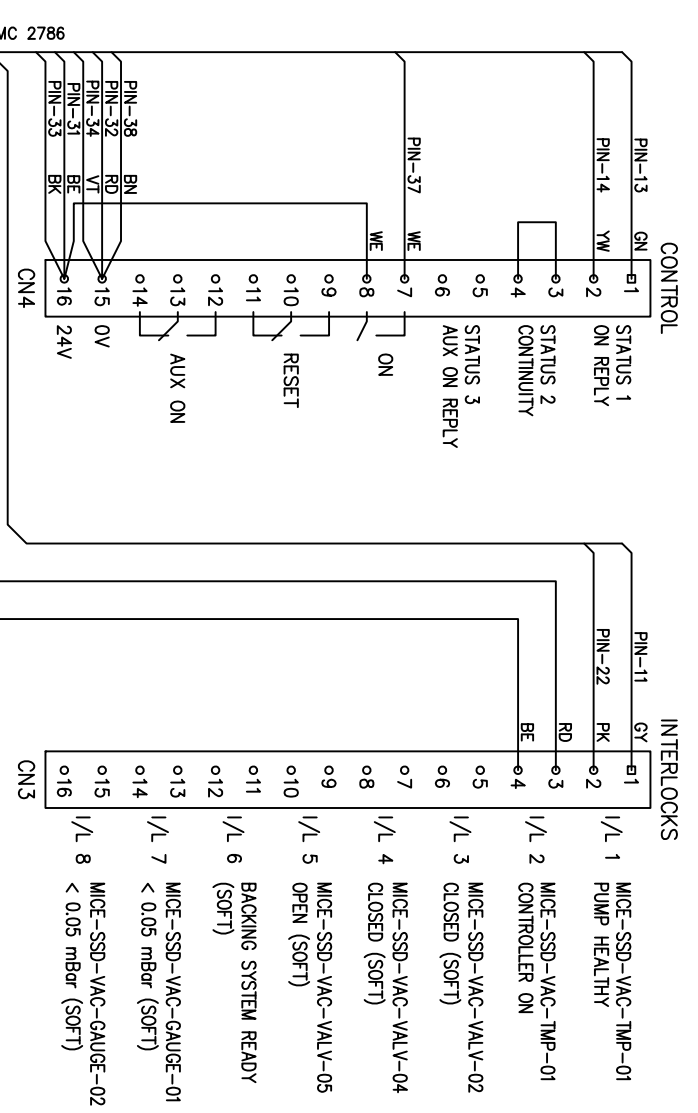 MC 2786
CONTROL
PIN-13
GN
PIN-14
YW
PIN-37
WE
WE
PIN-38
BN
PIN-32
RD
PIN-34
VT
PIN-31
BE
PIN-33
BK
1
2
3
4
5
6
7
8
9
10
11
12
13
14
15
16
CN4
STATUS 1
ON REPLY
STATUS 2
CONTINUITY
STATUS 3
AUX ON REPLY
ON
RESET
AUX ON
0V
24V
INTERLOCKS
PIN-11
GY
PIN-22
PK
RD
BE
1
2
3
4
5
6
7
8
9
10
11
12
13
14
15
16
CN3
I/L 1
MICE-SSD-VAC-TMP-01
PUMP HEALTHY
I/L 2
MICE-SSD-VAC-TMP-01
CONTROLLER ON
I/L 3
MICE-SSD-VAC-VALV-02
CLOSED (SOFT)
I/L 4
MICE-SSD-VAC-VALV-04
CLOSED (SOFT)
I/L 5
MICE-SSD-VAC-VALV-05
OPEN (SOFT)
I/L 6
BACKING SYSTEM READY
(SOFT)
I/L 7
MICE-SSD-VAC-GAUGE-01
< 0.05 mBar (SOFT)
I/L 8
MICE-SSD-VAC-GAUGE-02
< 0.05 mBar (SOFT)